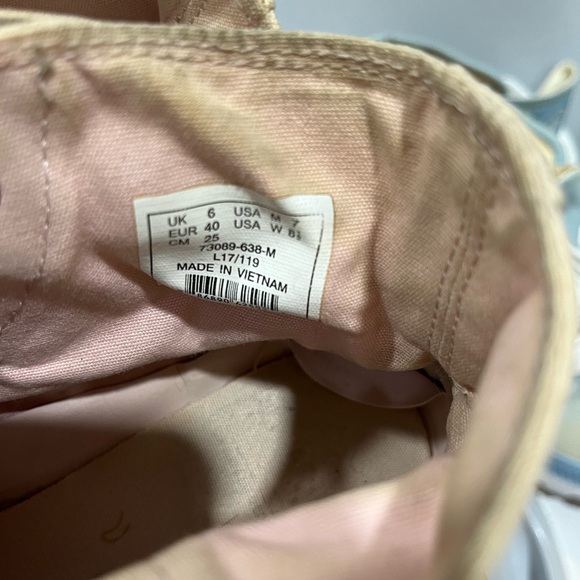 UK 6 USA M 7
EUR 40 USA W 8½
CM 25
73089-638-M
L17/119
MADE IN VIETNAM